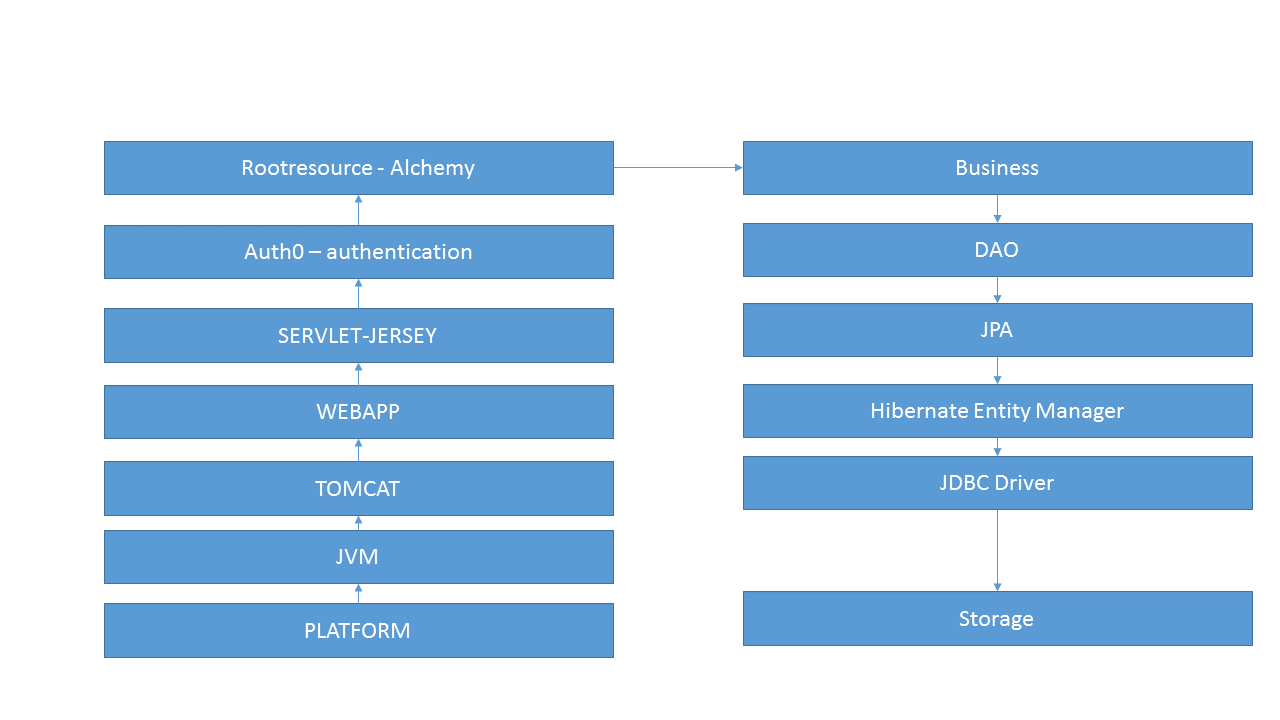 Rootresource - Alchemy
Auth0 – authentication
SERVLET-JERSEY
WEBAPP
TOMCAT
JVM
PLATFORM
Business
DAO
JPA
Hibernate Entity Manager
JDBC Driver
Storage